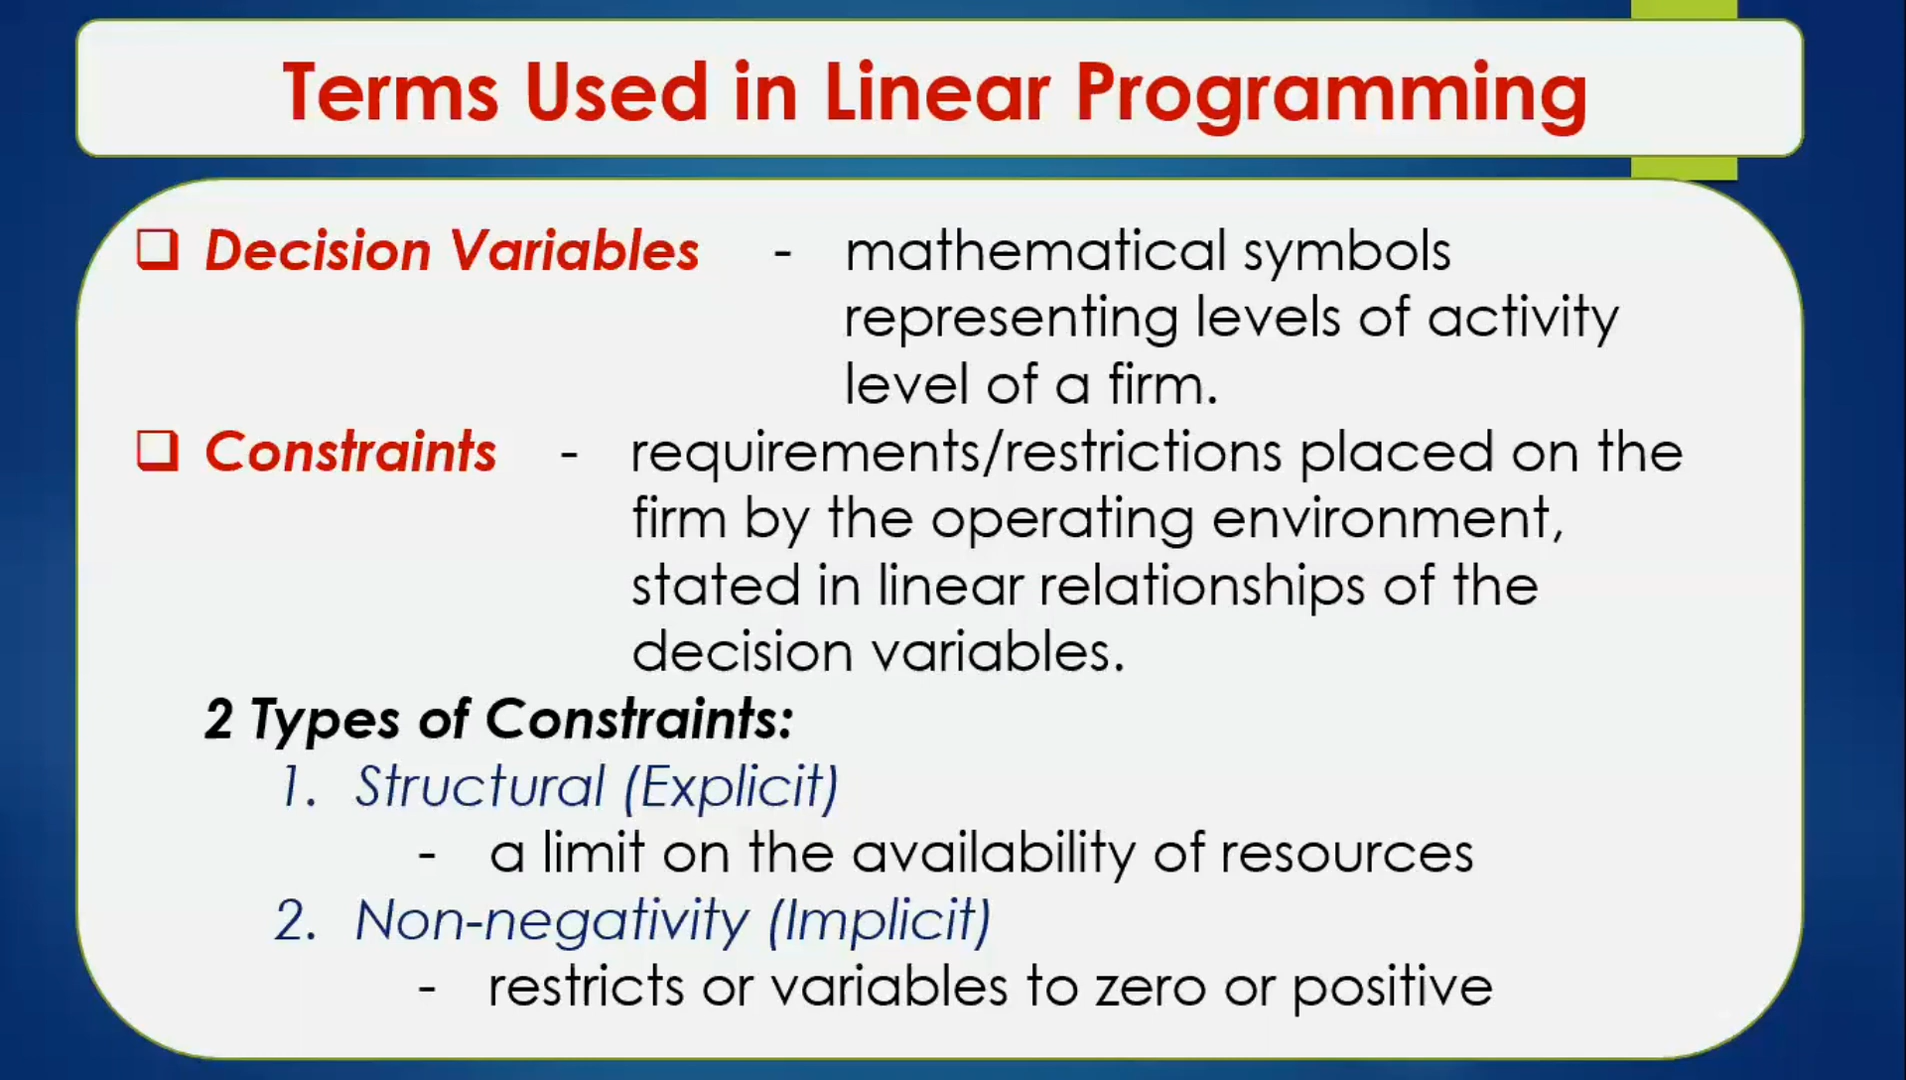 Terms Used in Linear Programming
❑ Decision Variables - mathematical symbols
representing levels of activity
level of a firm.
❑ Constraints - requirements/restrictions placed on the
firm by the operating environment,
stated in linear relationships of the
decision variables.
2 Types of Constraints:
1. Structural (Explicit)
- a limit on the availability of resources
2. Non-negativity (Implicit)
- restricts or variables to zero or positive